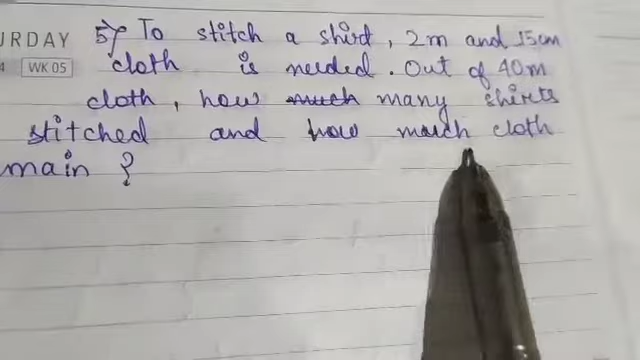 URDAY 5) To stitch a shirt, 2m and 15cm
4 WK 05 cloth is needed. Out of 40m
cloth, how much many shirts
stitched and how much cloth
main ?